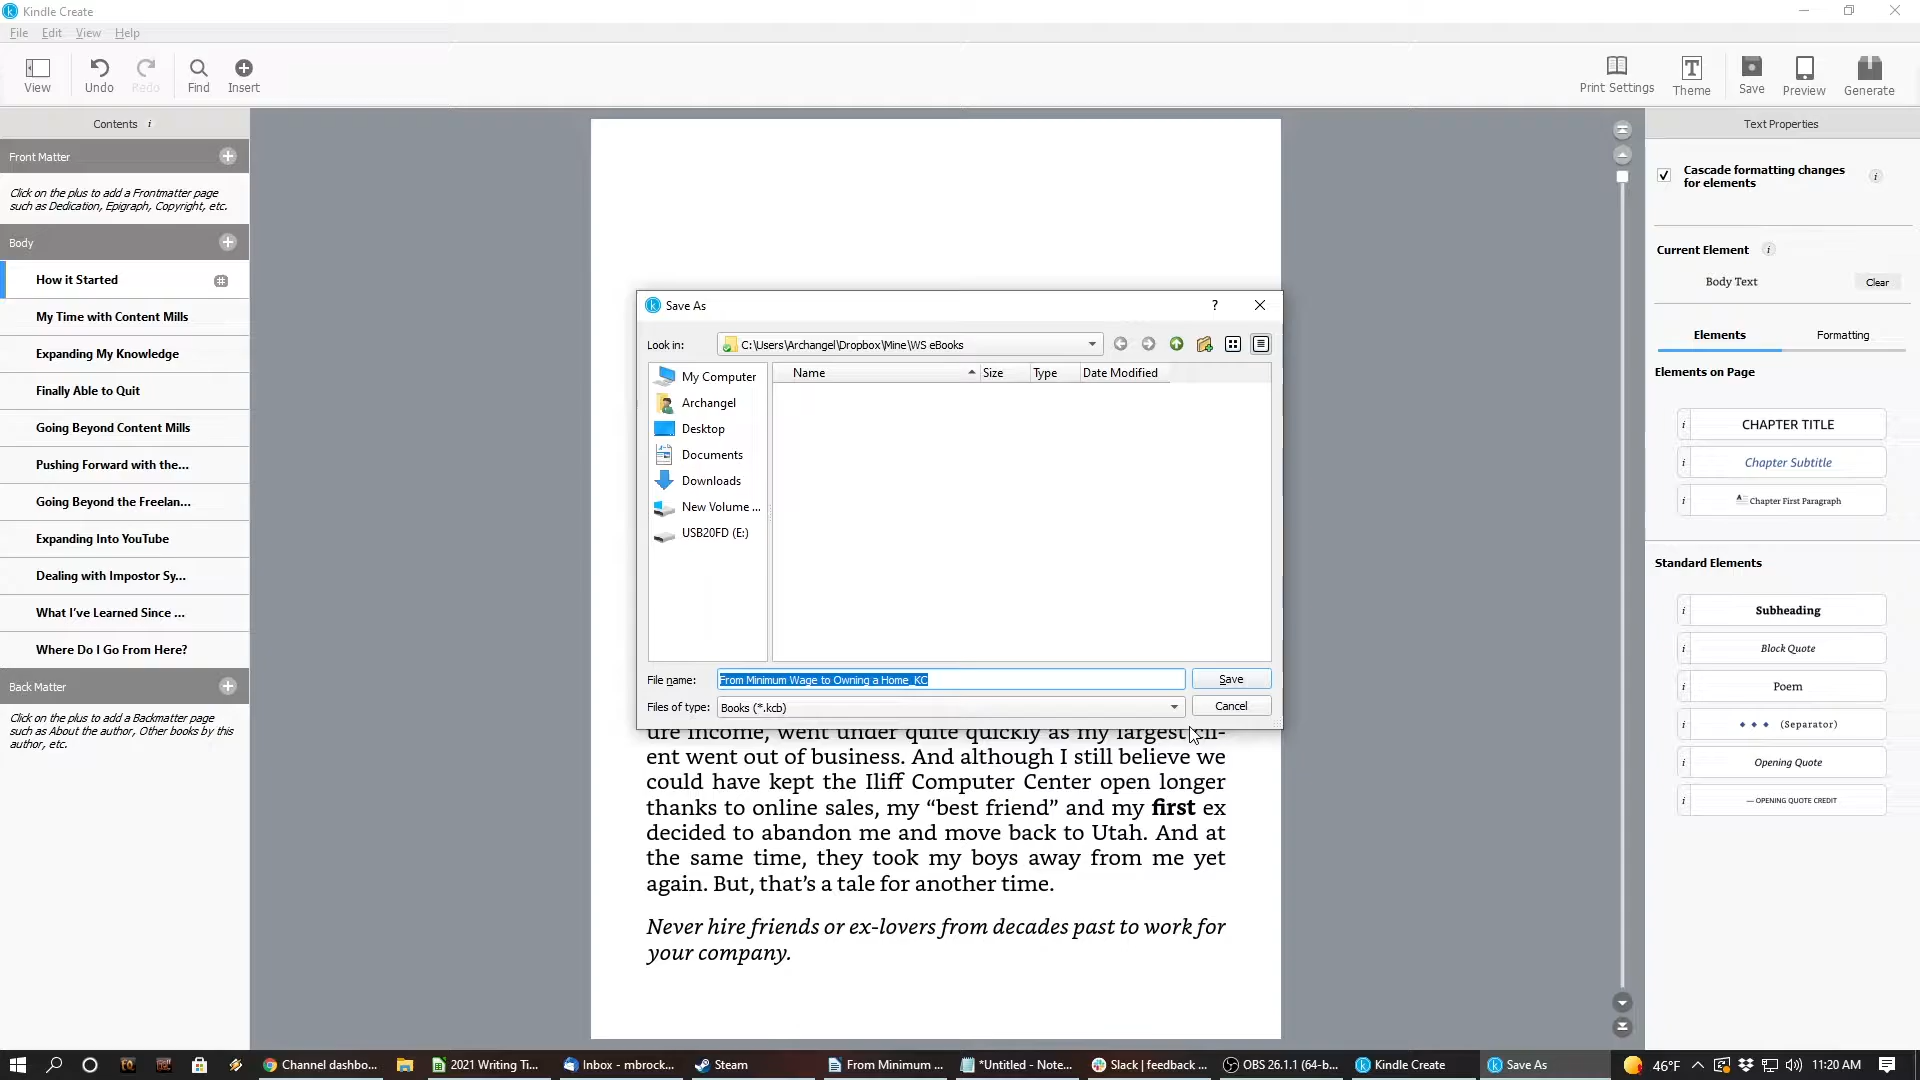 Kindle Create
File Edit View Help
View Undo Redo Find Insert
Print Settings Theme Save Preview Generate
Contents i
Front Matter
Click on the plus to add a Frontmatter page
such as Dedication, Epigraph, Copyright, etc.
Body
How it Started
My Time with Content Mills
Expanding My Knowledge
Finally Able to Quit
Going Beyond Content Mills
Pushing Forward with the...
Going Beyond the Freelan...
Expanding Into YouTube
Dealing with Impostor Sy...
What I've Learned Since ...
Where Do I Go From Here?
Back Matter
Click on the plus to add a Backmatter page
such as About the author, Other books by this
author, etc.
Save As
?
Look in: C:\Users\Archangel\Dropbox\Mine\WS eBooks
My Computer
Archangel
Desktop
Documents
Downloads
New Volume ...
USB20FD (E:)
Name Size Type Date Modified
File name: From Minimum Wage to Owning a Home_KC Save
Files of type: Books (*.kcb) Cancel
ure income, went under quite quickly as my largest cli-
ent went out of business. And although I still believe we
could have kept the Iliff Computer Center open longer
thanks to online sales, my “best friend” and my first ex
decided to abandon me and move back to Utah. And at
the same time, they took my boys away from me yet
again. But, that’s a tale for another time.
Never hire friends or ex-lovers from decades past to work for
your company.
Text Properties
Cascade formatting changes
for elements i
Current Element i
Body Text Clear
Elements Formatting
Elements on Page
i CHAPTER TITLE
i Chapter Subtitle
i A Chapter First Paragraph
Standard Elements
i Subheading
i Block Quote
i Poem
i (Separator)
i Opening Quote
i — OPENING QUOTE CREDIT
Channel dashbo... 2021 Writing Ti... Inbox - mbrock... Steam From Minimum ... *Untitled - Note... Slack | feedback ... OBS 26.1.1 (64-b... Kindle Create Save As 46°F 11:20 AM